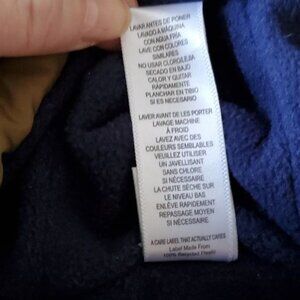 LAVAR ANTES DE PONER
LAVADO A MÁQUINA
CON AGUA FRÍA
LAVE CON COLORES
SIMILARES
NO USAR CLOROLEJIA
SECADO EN BAJO
CALOR Y QUITAR
RÁPIDAMENTE
PLANCHAR EN TIBIO
SI ES NECESARIO
LAVER AVANT DE LES PORTER
LAVAGE MACHINE
À FROID
LAVEZ AVEC DES
COULEURS SEMBLABLES
VEUILLEZ UTILISER
UN JAVELLISANT
SANS CHLORE
SI NÉCESSAIRE
LA CHUTE SÈCHE SUR
LE NIVEAU BAS
ENLÈVE RAPIDEMENT
REPASSAGE MOYEN
SI NÉCESSAIRE
A CARE LABEL THAT ACTUALLY CARES
Label Made From
100% Recycled Plastic